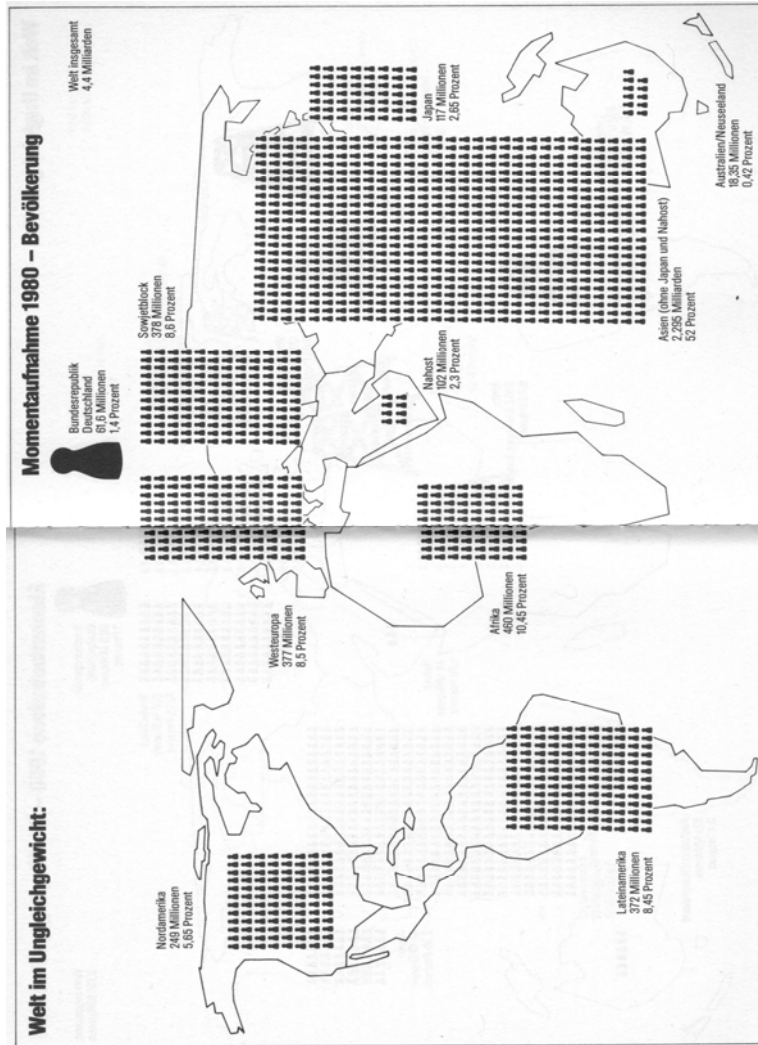 Welt im Ungleichgewicht:
Momentaufnahme 1980 – Bevölkerung
Welt insgesamt
4,4 Milliarden
Bundesrepublik
Deutschland
61,6 Millionen
1,4 Prozent
Sowjetblock
378 Millionen
8,6 Prozent
Nordamerika
249 Millionen
5,65 Prozent
Westeuropa
377 Millionen
8,5 Prozent
Japan
117 Millionen
2,65 Prozent
Nahost
102 Millionen
2,3 Prozent
Afrika
460 Millionen
10,45 Prozent
Lateinamerika
372 Millionen
8,45 Prozent
Asien (ohne Japan und Nahost)
2,295 Milliarden
52 Prozent
Australien/Neuseeland
18,35 Millionen
0,42 Prozent